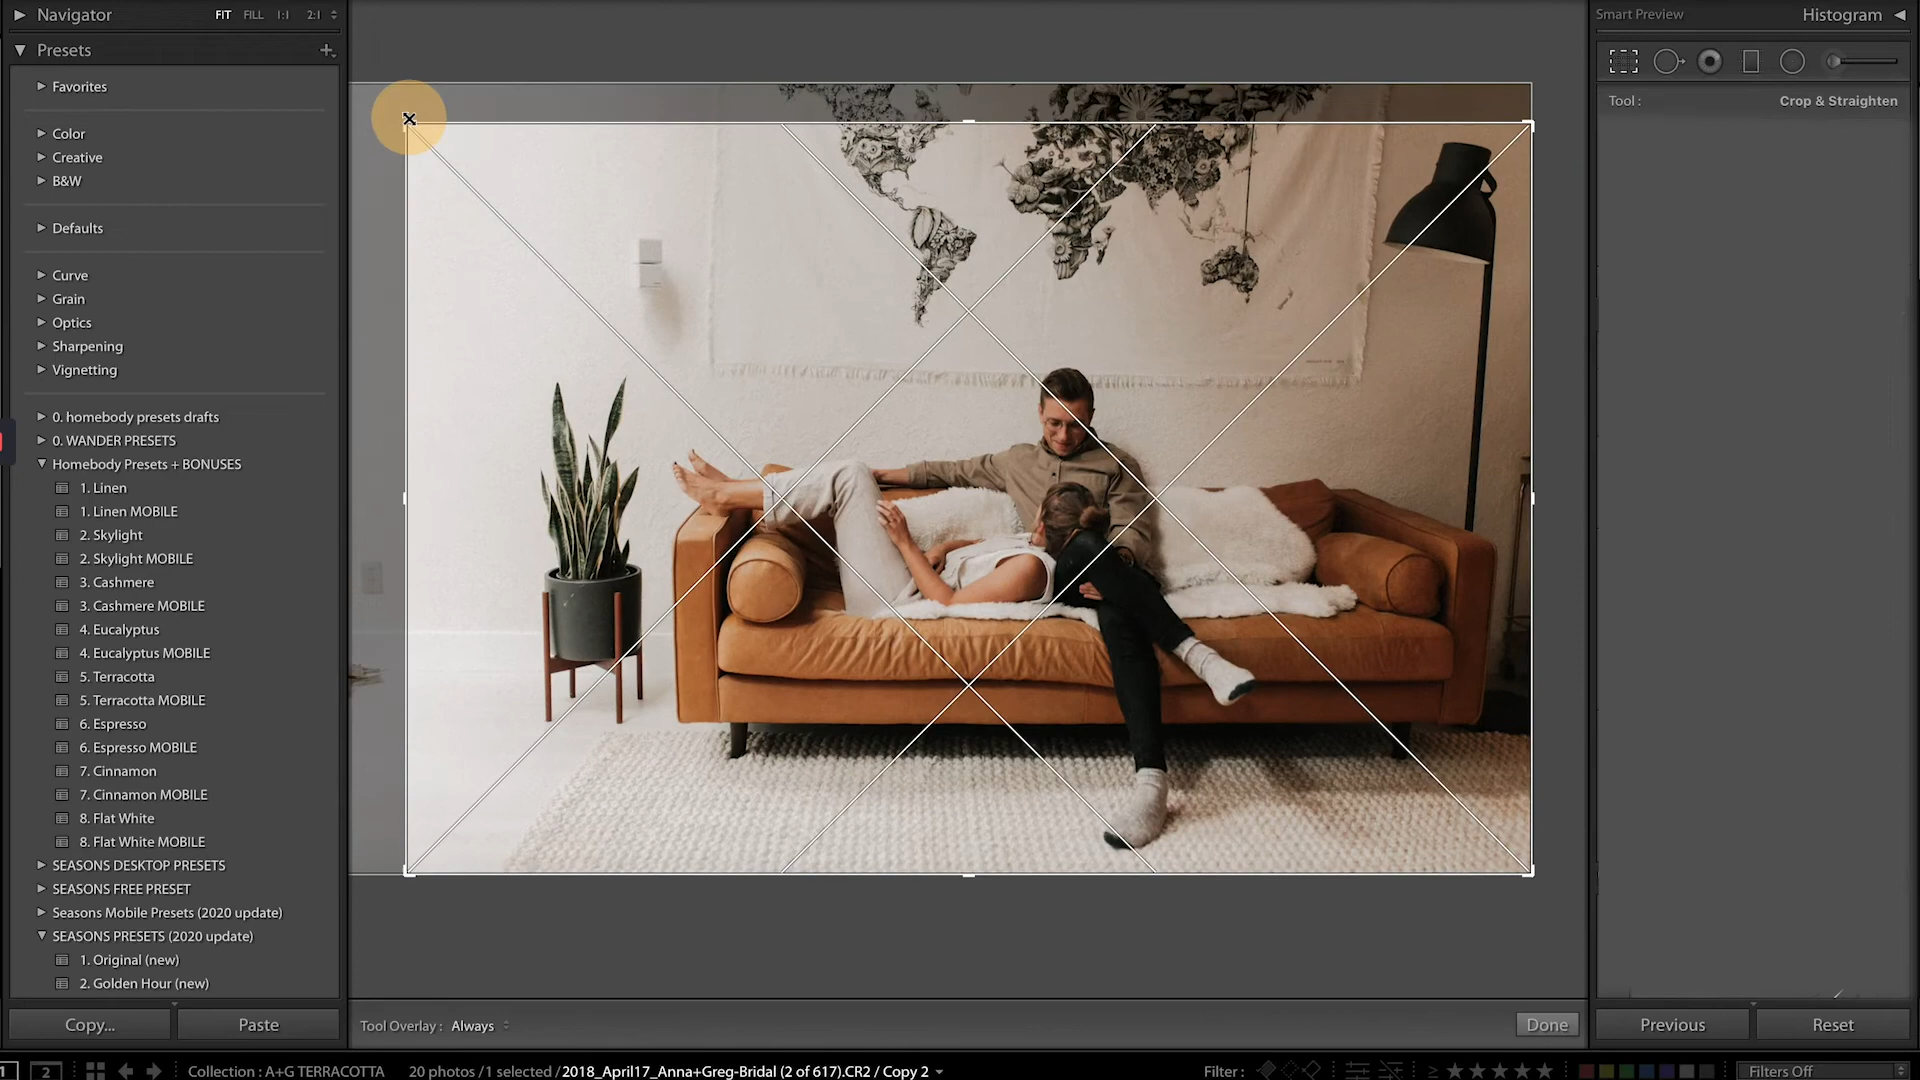 Navigator
FIT FILL 1:1 2:1
Presets
Favorites
Color
Creative
B&W
Defaults
Curve
Grain
Optics
Sharpening
Vignetting
0. homebody presets drafts
0. WANDER PRESETS
Homebody Presets + BONUSES
1. Linen
1. Linen MOBILE
2. Skylight
2. Skylight MOBILE
3. Cashmere
3. Cashmere MOBILE
4. Eucalyptus
4. Eucalyptus MOBILE
5. Terracotta
5. Terracotta MOBILE
6. Espresso
6. Espresso MOBILE
7. Cinnamon
7. Cinnamon MOBILE
8. Flat White
8. Flat White MOBILE
SEASONS DESKTOP PRESETS
SEASONS FREE PRESET
Seasons Mobile Presets (2020 update)
SEASONS PRESETS (2020 update)
1. Original (new)
2. Golden Hour (new)
Copy... Paste
Tool Overlay : Always
Done
Smart Preview Histogram
Tool : Crop & Straighten
Previous Reset
1 2 Collection : A+G TERRACOTTA 20 photos /1 selected /2018_April17_Anna+Greg-Bridal (2 of 617).CR2 / Copy 2 Filter : ≥ Filters Off